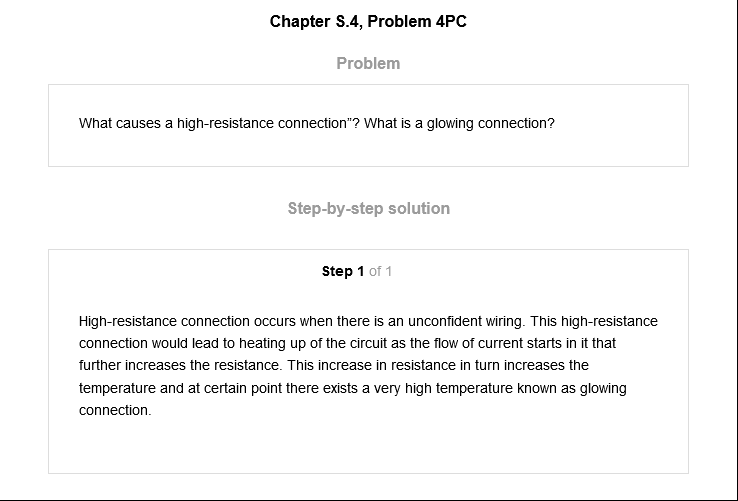 Chapter S.4, Problem 4PC
Problem
What causes a high-resistance connection”? What is a glowing connection?
Step-by-step solution
Step 1 of 1
High-resistance connection occurs when there is an unconfident wiring. This high-resistance
connection would lead to heating up of the circuit as the flow of current starts in it that
further increases the resistance. This increase in resistance in turn increases the
temperature and at certain point there exists a very high temperature known as glowing
connection.